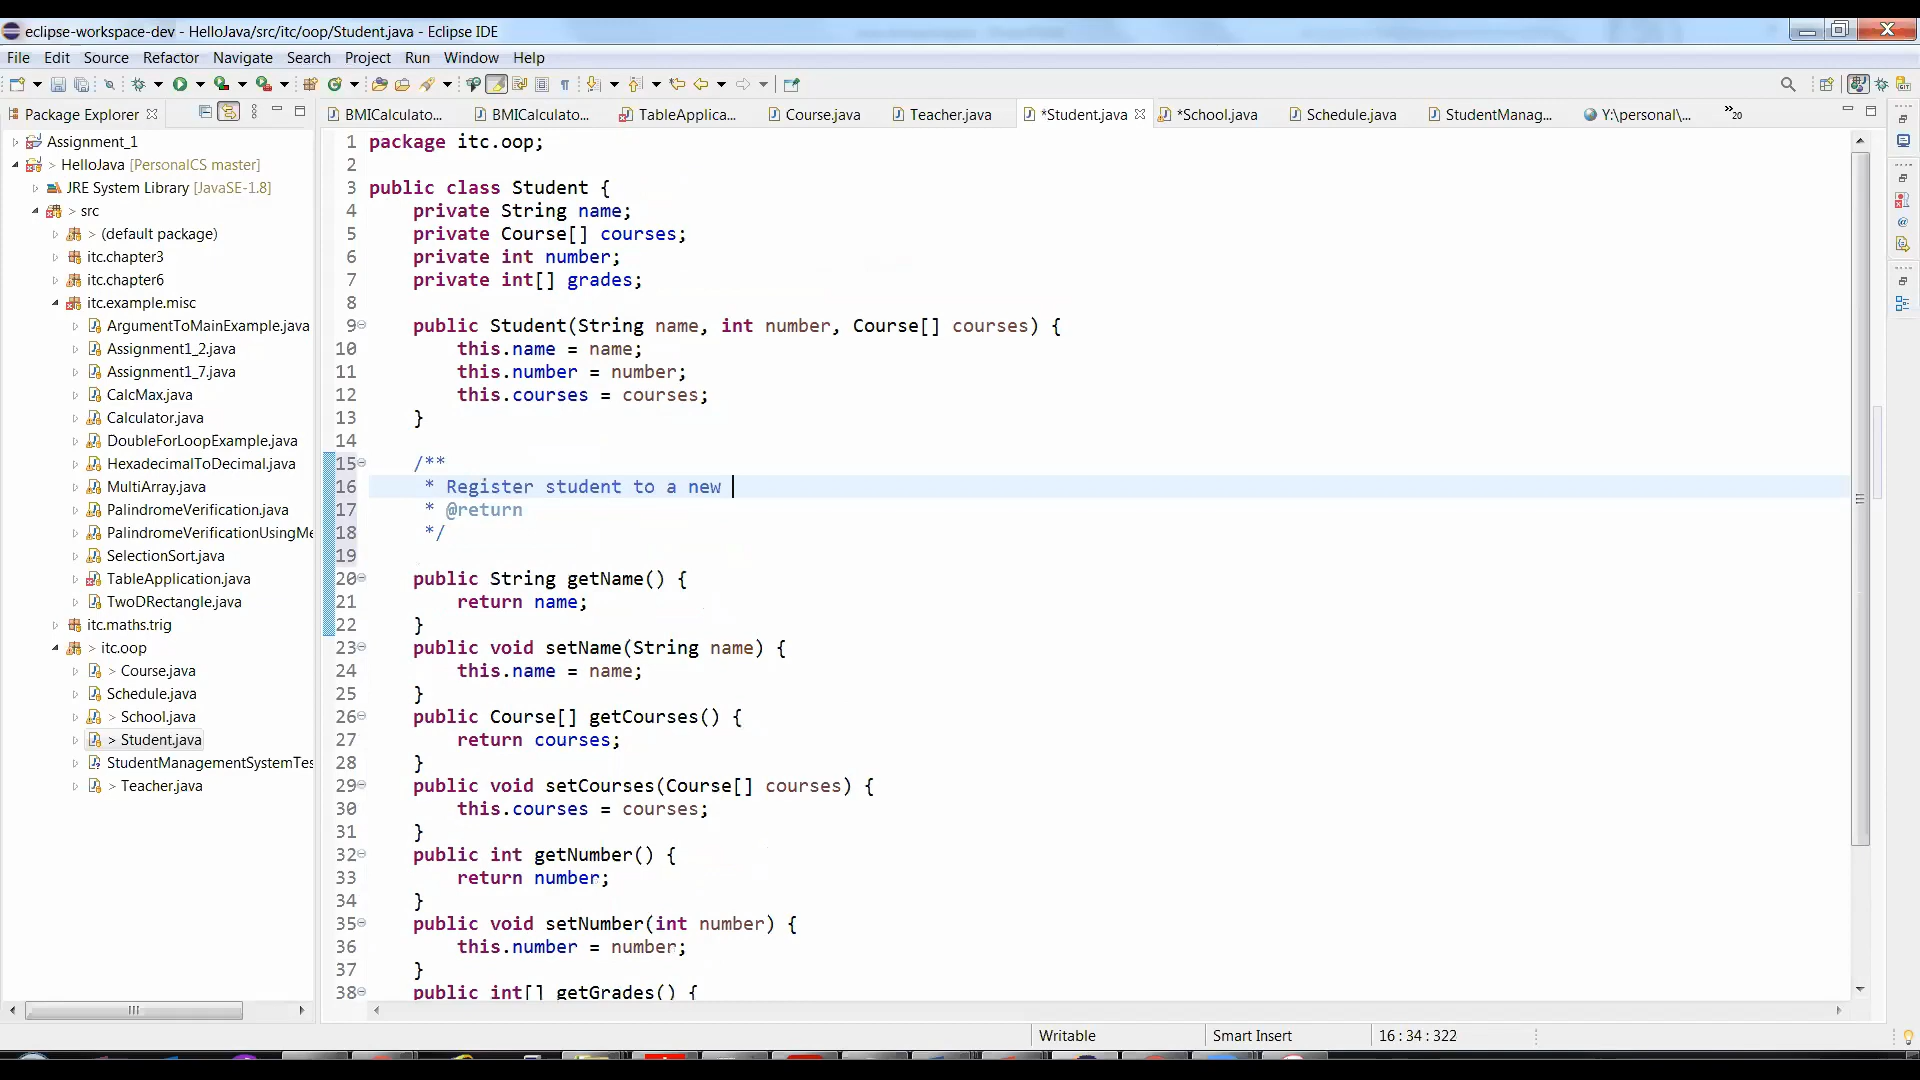 eclipse-workspace-dev - HelloJava/src/itc/oop/Student.java - Eclipse IDE
File Edit Source Refactor Navigate Search Project Run Window Help
Package Explorer
BMICalculato... BMICalculato... TableApplica... Course.java Teacher.java *Student.java *School.java Schedule.java StudentManag... Y:\personal\... »20
Assignment_1
> HelloJava [PersonalCS master]
JRE System Library [JavaSE-1.8]
> src
> (default package)
itc.chapter3
itc.chapter6
itc.example.misc
ArgumentToMainExample.java
Assignment1_2.java
Assignment1_7.java
CalcMax.java
Calculator.java
DoubleForLoopExample.java
HexadecimalToDecimal.java
MultiArray.java
PalindromeVerification.java
PalindromeVerificationUsingMe
SelectionSort.java
TableApplication.java
TwoDRectangle.java
itc.maths.trig
> itc.oop
> Course.java
Schedule.java
> School.java
> Student.java
StudentManagementSystemTes
> Teacher.java
1 package itc.oop;
2
3 public class Student {
4 private String name;
5 private Course[] courses;
6 private int number;
7 private int[] grades;
8
9 public Student(String name, int number, Course[] courses) {
10 this.name = name;
11 this.number = number;
12 this.courses = courses;
13 }
14
15 /**
16 * Register student to a new
17 * @return
18 */
19
20 public String getName() {
21 return name;
22 }
23 public void setName(String name) {
24 this.name = name;
25 }
26 public Course[] getCourses() {
27 return courses;
28 }
29 public void setCourses(Course[] courses) {
30 this.courses = courses;
31 }
32 public int getNumber() {
33 return number;
34 }
35 public void setNumber(int number) {
36 this.number = number;
37 }
38 public int[] getGrades() {
Writable Smart Insert 16 : 34 : 322